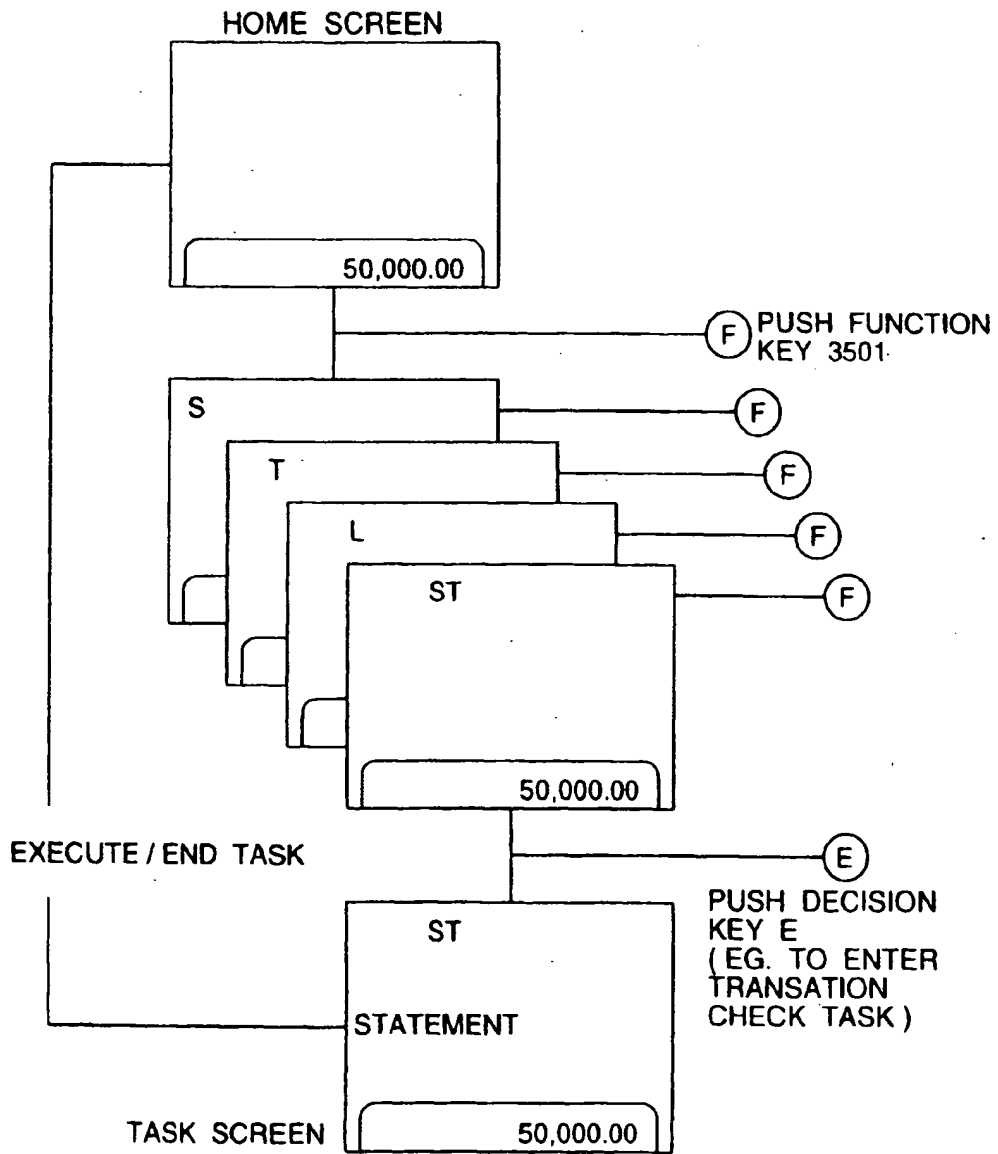 HOME SCREEN
50,000.00
F
PUSH FUNCTION
KEY 3501
S
F
T
F
L
F
ST
F
50,000.00
EXECUTE / END TASK
E
PUSH DECISION
KEY E
(EG. TO ENTER
TRANSATION
CHECK TASK)
ST
STATEMENT
50,000.00
TASK SCREEN